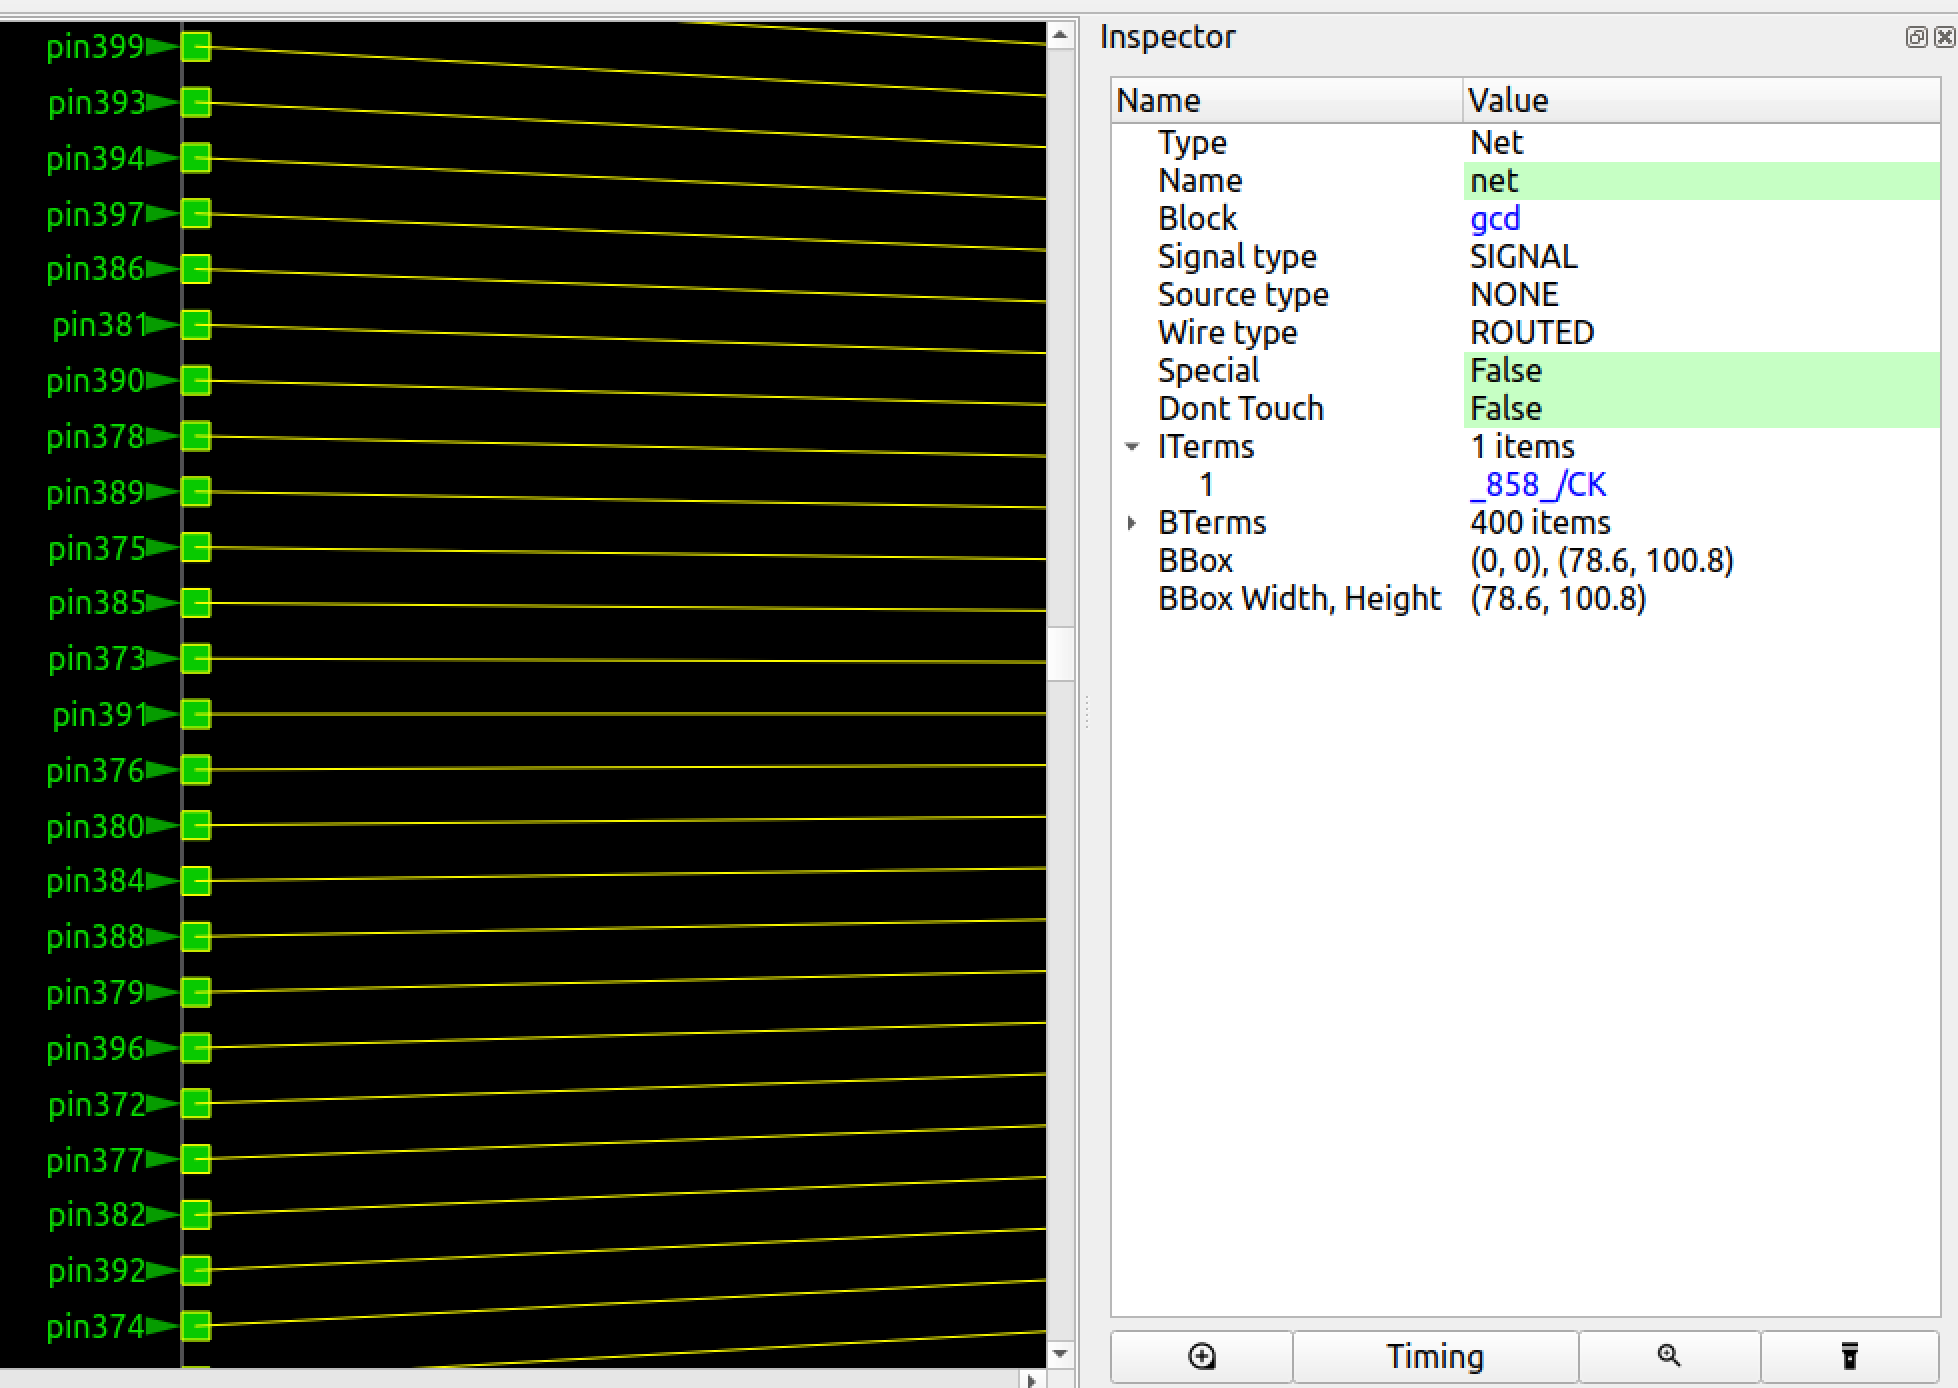 pin399
pin393
pin394
pin397
pin386
pin381
pin390
pin378
pin389
pin375
pin385
pin373
pin391
pin376
pin380
pin384
pin388
pin379
pin396
pin372
pin377
pin382
pin392
pin374
Inspector
Name Value
Type Net
Name net
Block gcd
Signal type SIGNAL
Source type NONE
Wire type ROUTED
Special False
Dont Touch False
ITerms 1 items
1 _858_/CK
BTerms 400 items
BBox (0, 0), (78.6, 100.8)
BBox Width, Height (78.6, 100.8)
Timing